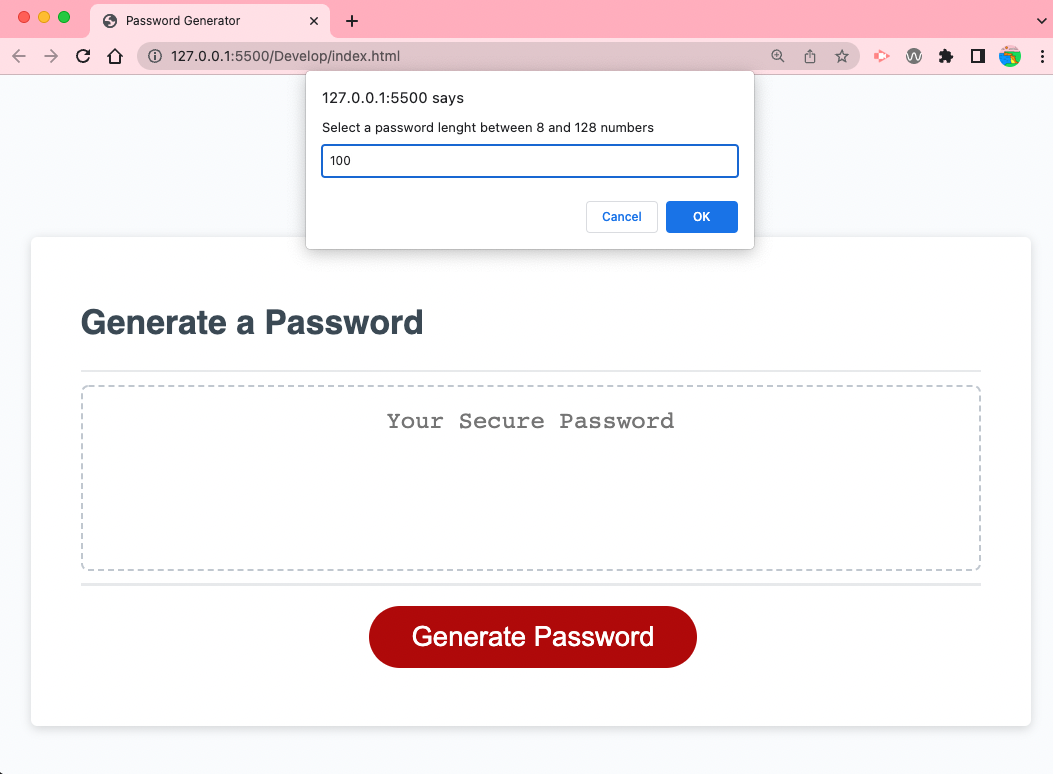 Password Generator
127.0.0.1:5500/Develop/index.html
127.0.0.1:5500 says
Select a password lenght between 8 and 128 numbers
100
Cancel OK
Generate a Password
Your Secure Password
Generate Password